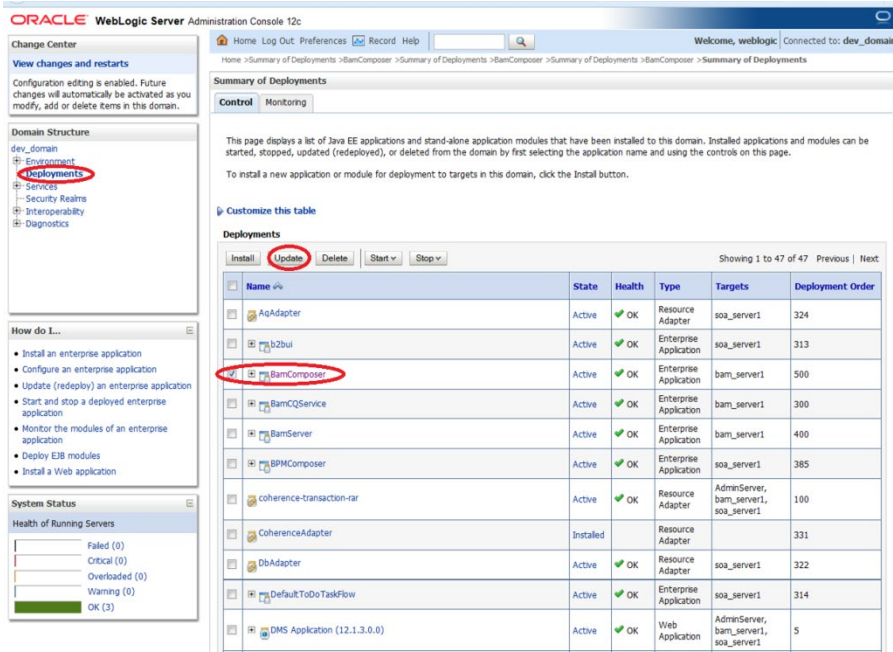 ORACLE WebLogic Server Administration Console 12c
Change Center
View changes and restarts
Configuration editing is enabled. Future
changes will automatically be activated as you
modify, add or delete items in this domain.
Domain Structure
dev_domain
Environment
Deployments
Services
Security Realms
Interoperability
Diagnostics
How do I...
Install an enterprise application
Configure an enterprise application
Update (redeploy) an enterprise application
Start and stop a deployed enterprise
application
Monitor the modules of an enterprise
application
Deploy EJB modules
Install a Web application
System Status
Health of Running Servers
Failed (0)
Critical (0)
Overloaded (0)
Warning (0)
OK (3)
Home Log Out Preferences Record Help
Welcome, weblogic Connected to: dev_domain
Home >Summary of Deployments >BamComposer >Summary of Deployments >BamComposer >Summary of Deployments >BamComposer >Summary of Deployments
Summary of Deployments
Control Monitoring
This page displays a list of Java EE applications and stand-alone application modules that have been installed to this domain. Installed applications and modules can be
started, stopped, updated (redeployed), or deleted from the domain by first selecting the application name and using the controls on this page.
To install a new application or module for deployment to targets in this domain, click the Install button.
Customize this table
Deployments
Install Update Delete Start Stop Showing 1 to 47 of 47 Previous | Next
Name State Health Type Targets Deployment Order
AqAdapter Active OK Resource Adapter soa_server1 324
b2bui Active OK Enterprise Application soa_server1 313
BamComposer Active OK Enterprise Application bam_server1 500
BamCQService Active OK Enterprise Application bam_server1 300
BamServer Active OK Enterprise Application bam_server1 400
BPMComposer Active OK Enterprise Application soa_server1 385
coherence-transaction-rar Active OK Resource Adapter AdminServer, bam_server1, soa_server1 100
CoherenceAdapter Installed Resource Adapter 331
DbAdapter Active OK Resource Adapter soa_server1 322
DefaultToDoTaskFlow Active OK Enterprise Application soa_server1 314
DMS Application (12.1.3.0.0) Active OK Web Application AdminServer, bam_server1, soa_server1 5